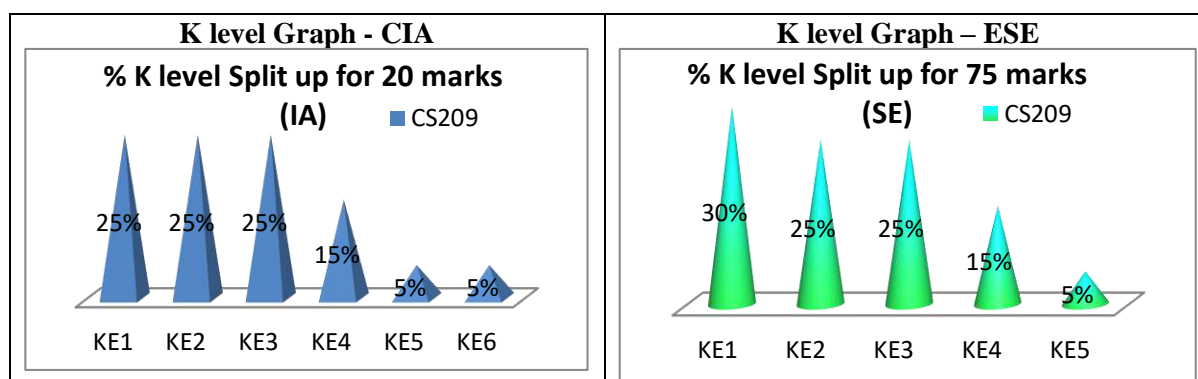 K level Graph - CIA
% K level Split up for 20 marks
(IA)
CS209
25%
25%
25%
15%
5%
5%
KE1 KE2 KE3 KE4 KE5 KE6
K level Graph – ESE
% K level Split up for 75 marks
(SE)
CS209
30%
25%
25%
15%
5%
KE1 KE2 KE3 KE4 KE5